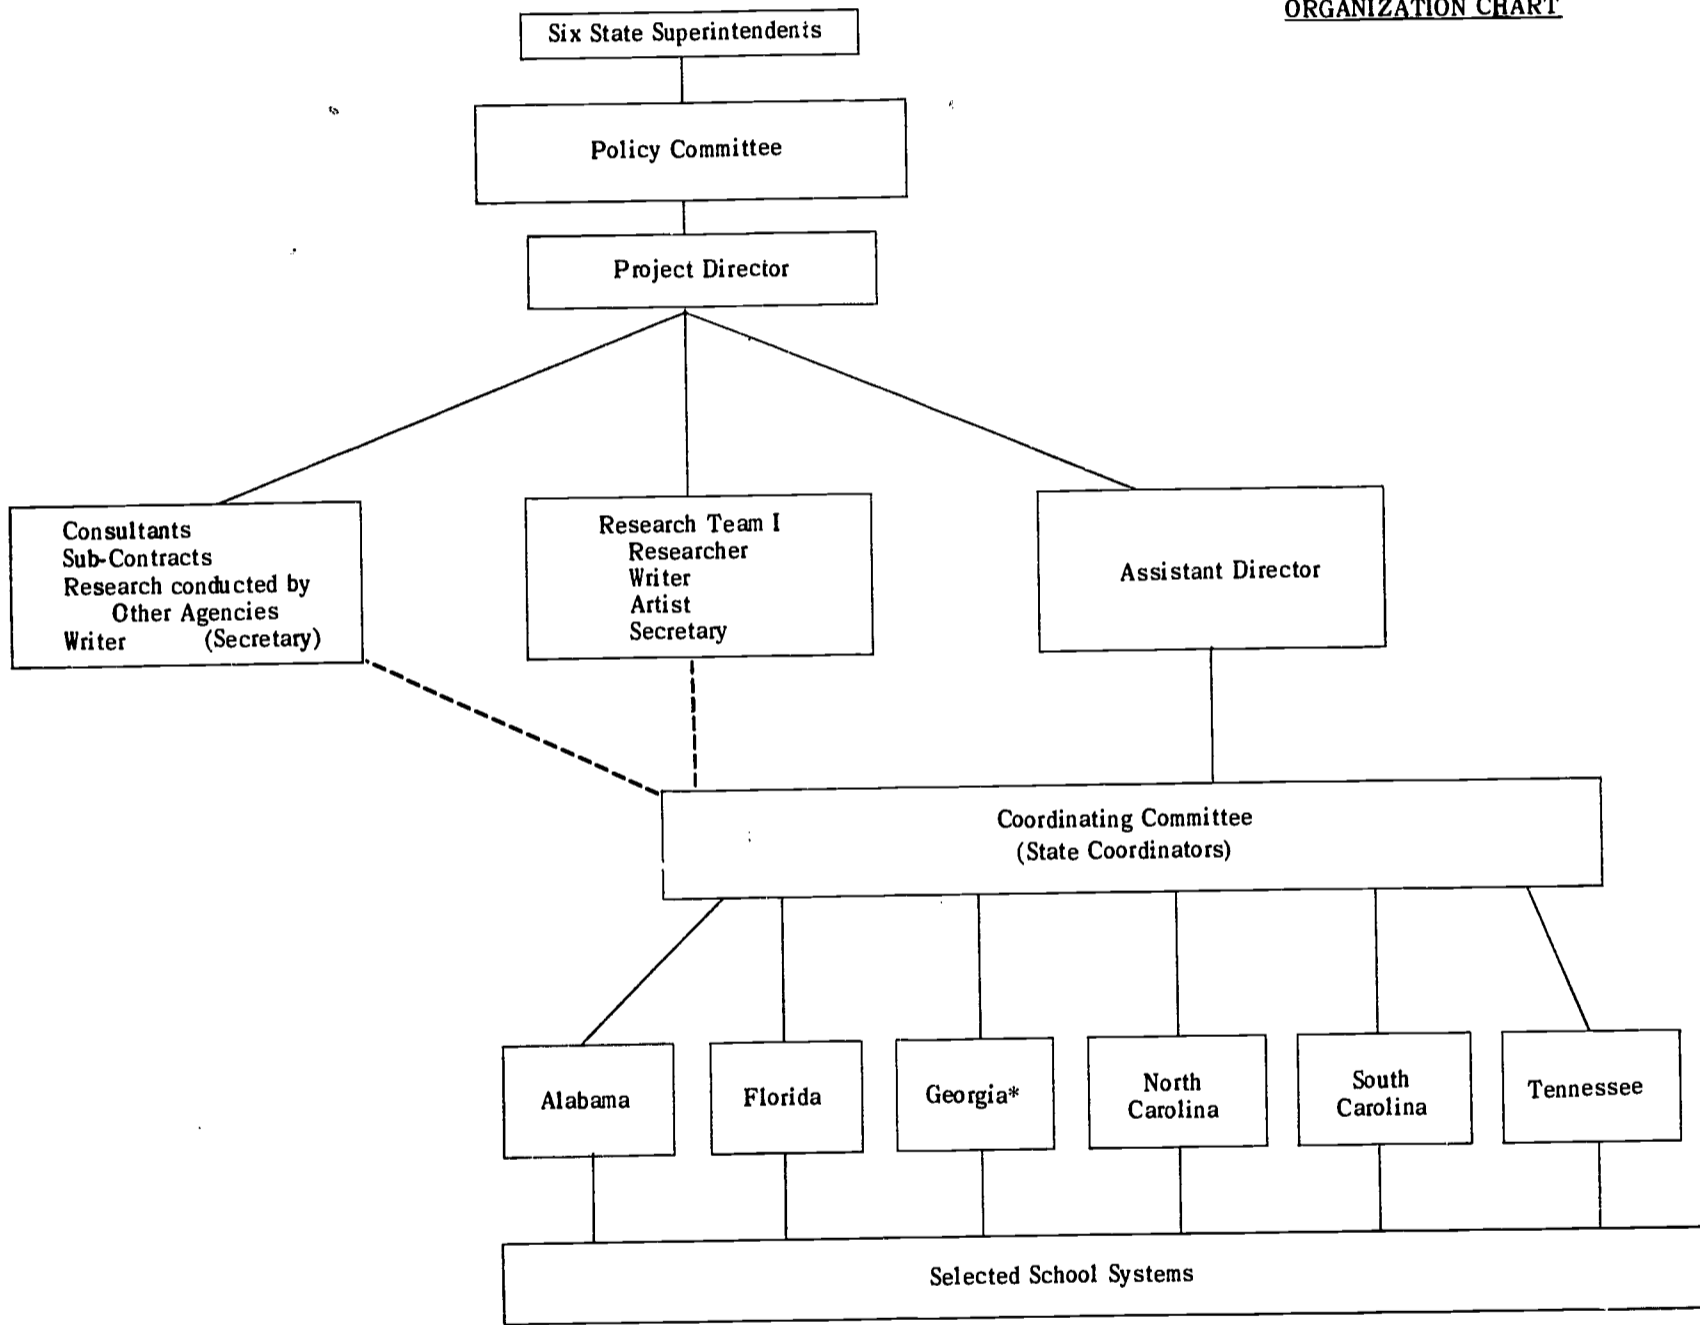 ORGANIZATION CHART
Six State Superintendents
Policy Committee
Project Director
Consultants
Sub-Contracts
Research conducted by
Other Agencies
Writer (Secretary)
Research Team I
Researcher
Writer
Artist
Secretary
Assistant Director
Coordinating Committee
(State Coordinators)
Alabama
Florida
Georgia*
North
Carolina
South
Carolina
Tennessee
Selected School Systems